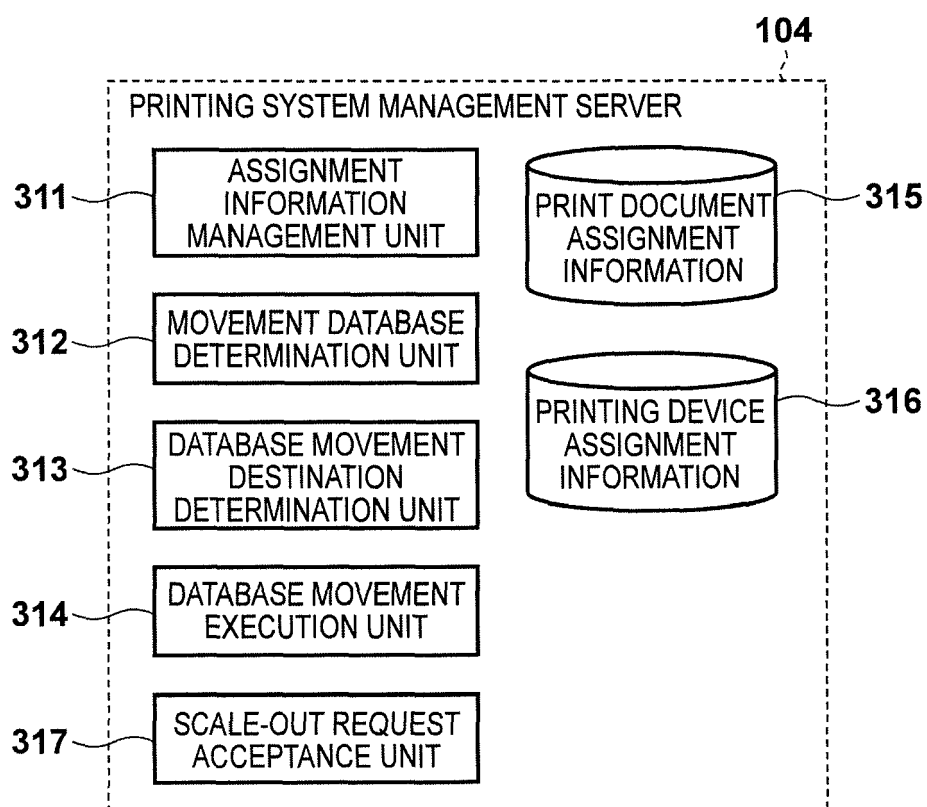 104
PRINTING SYSTEM MANAGEMENT SERVER
311
ASSIGNMENT
INFORMATION
MANAGEMENT UNIT
312
MOVEMENT DATABASE
DETERMINATION UNIT
313
DATABASE MOVEMENT
DESTINATION
DETERMINATION UNIT
314
DATABASE MOVEMENT
EXECUTION UNIT
317
SCALE-OUT REQUEST
ACCEPTANCE UNIT
PRINT DOCUMENT
ASSIGNMENT
INFORMATION
315
PRINTING DEVICE
ASSIGNMENT
INFORMATION
316